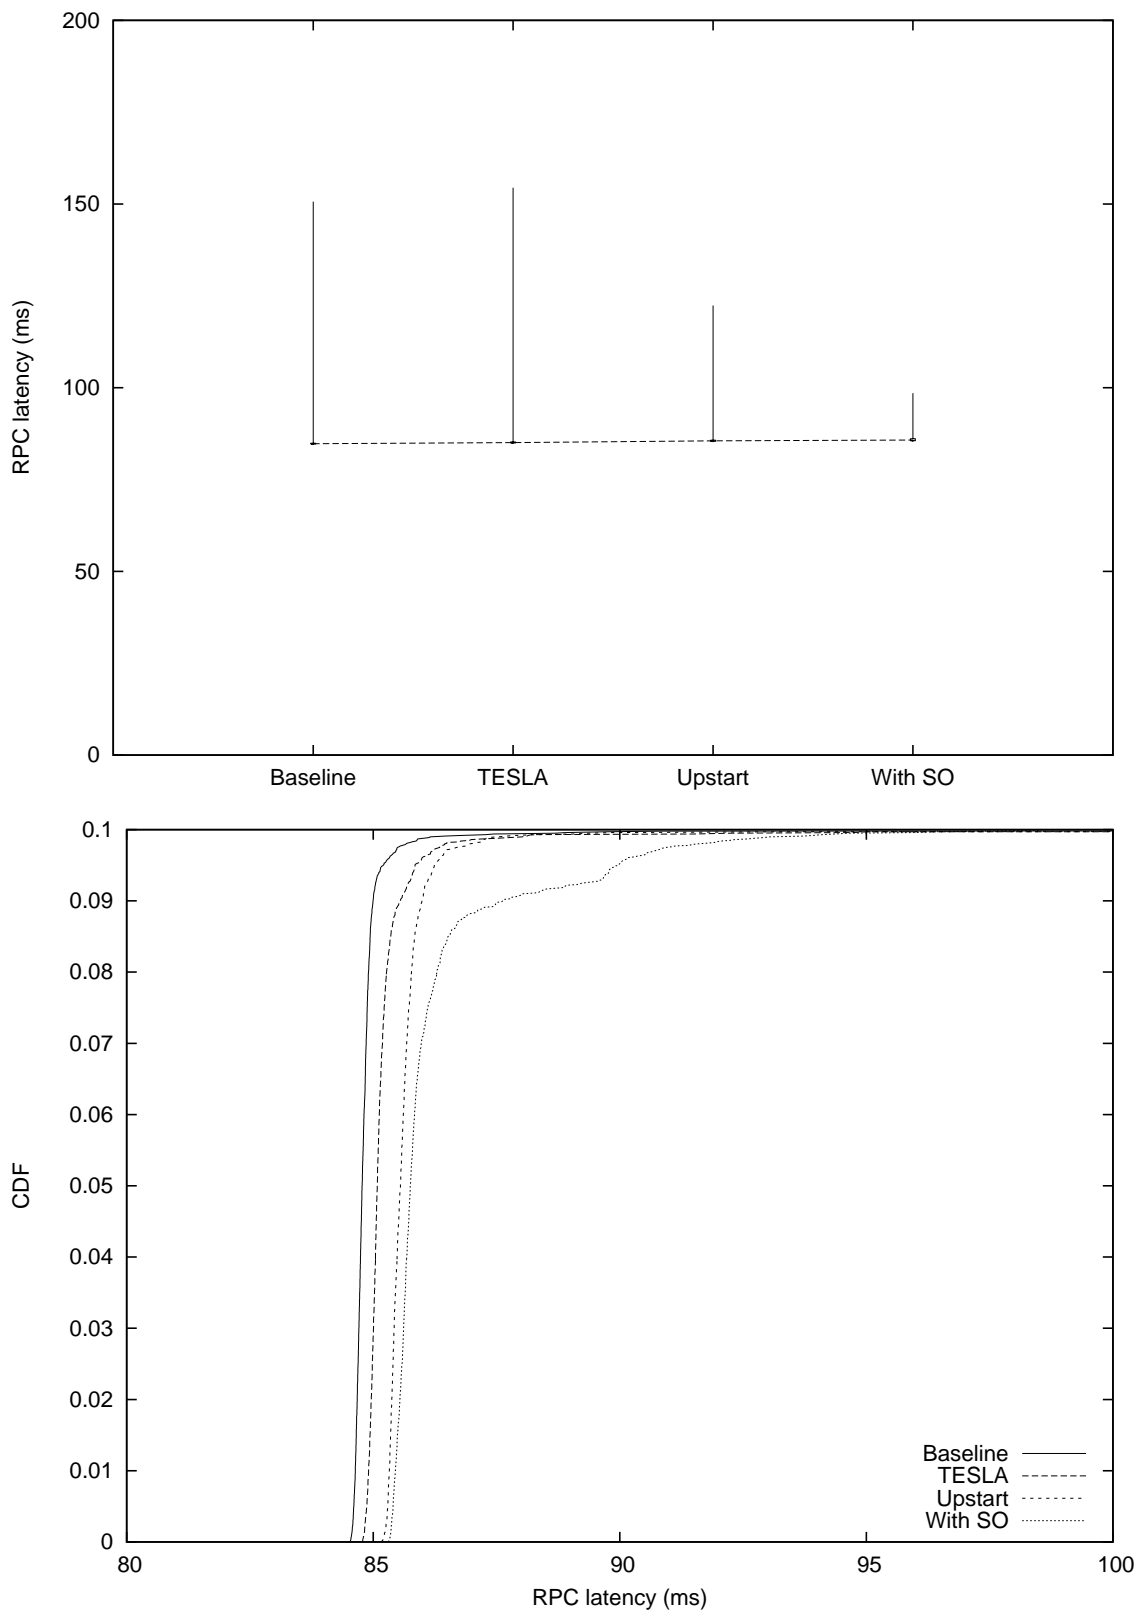 200
150
100
50
0
RPC latency (ms)
Baseline TESLA Upstart With SO
0.1
0.09
0.08
0.07
0.06
0.05
0.04
0.03
0.02
0.01
0
CDF
Baseline
TESLA
Upstart
With SO
80 85 90 95 100
RPC latency (ms)